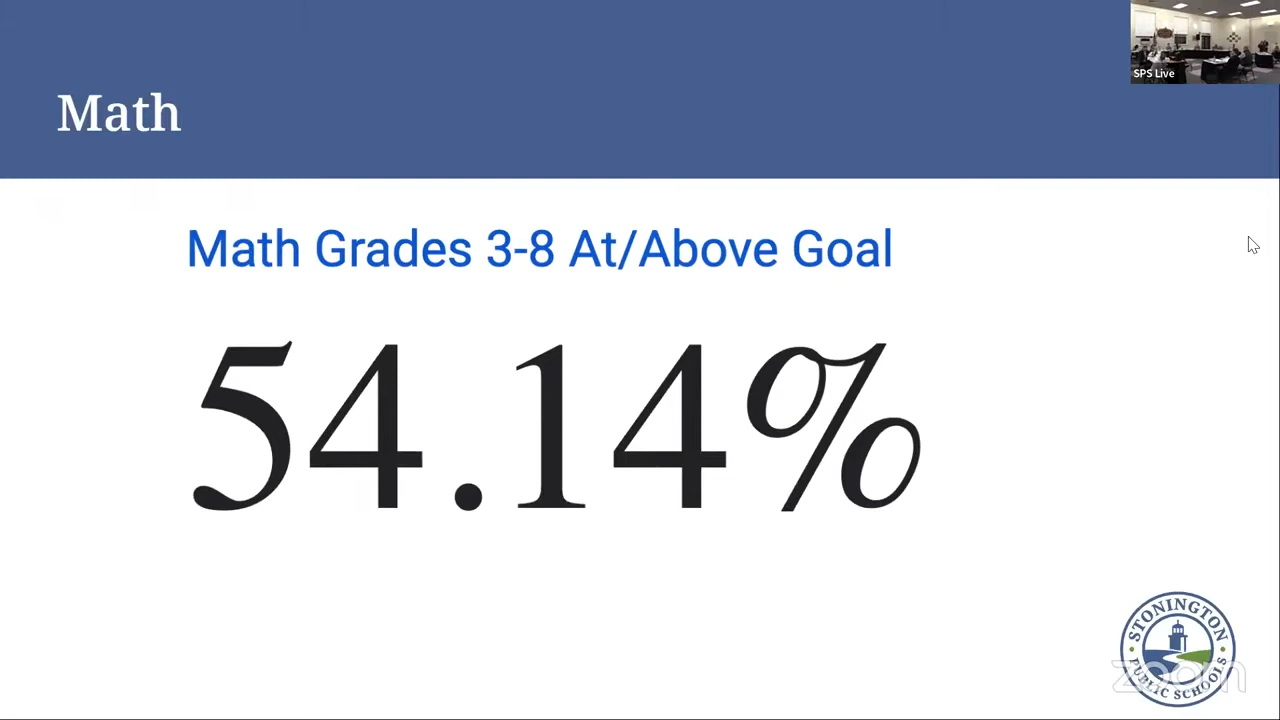 SPS Live
Math
Math Grades 3-8 At/Above Goal
54.14%
STONINGTON
PUBLIC SCHOOLS
zoom